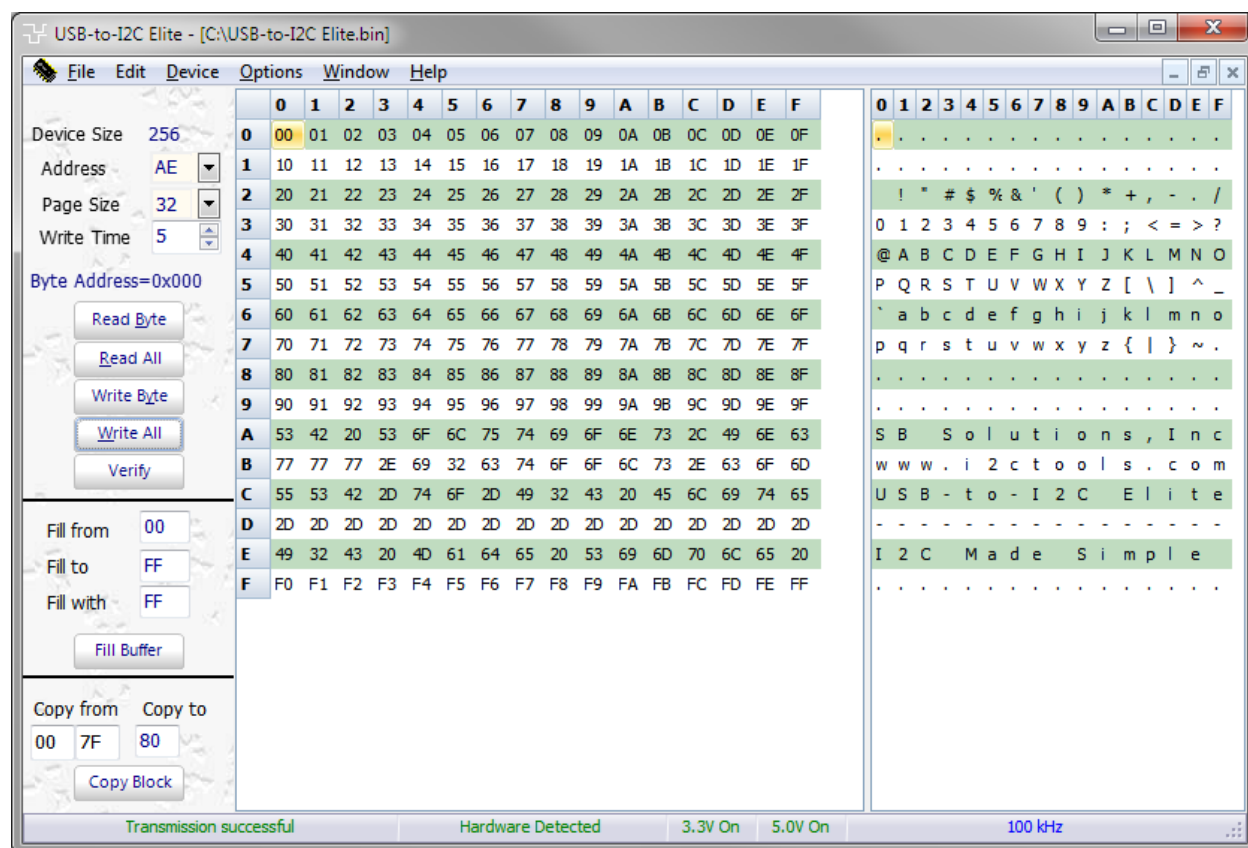 USB-to-I2C Elite - [C:\USB-to-I2C Elite.bin]
File Edit Device Options Window Help
Device Size 256
Address AE
Page Size 32
Write Time 5
Byte Address=0x000
Read Byte
Read All
Write Byte
Write All
Verify
Fill from 00
Fill to FF
Fill with FF
Fill Buffer
Copy from Copy to
00 7F 80
Copy Block
0 1 2 3 4 5 6 7 8 9 A B C D E F
0 00 01 02 03 04 05 06 07 08 09 0A 0B 0C 0D 0E 0F
1 10 11 12 13 14 15 16 17 18 19 1A 1B 1C 1D 1E 1F
2 20 21 22 23 24 25 26 27 28 29 2A 2B 2C 2D 2E 2F
3 30 31 32 33 34 35 36 37 38 39 3A 3B 3C 3D 3E 3F
4 40 41 42 43 44 45 46 47 48 49 4A 4B 4C 4D 4E 4F
5 50 51 52 53 54 55 56 57 58 59 5A 5B 5C 5D 5E 5F
6 60 61 62 63 64 65 66 67 68 69 6A 6B 6C 6D 6E 6F
7 70 71 72 73 74 75 76 77 78 79 7A 7B 7C 7D 7E 7F
8 80 81 82 83 84 85 86 87 88 89 8A 8B 8C 8D 8E 8F
9 90 91 92 93 94 95 96 97 98 99 9A 9B 9C 9D 9E 9F
A 53 42 20 53 6F 6C 75 74 69 6F 6E 73 2C 49 6E 63
B 77 77 77 2E 69 32 63 74 6F 6F 6C 73 2E 63 6F 6D
C 55 53 42 2D 74 6F 2D 49 32 43 20 45 6C 69 74 65
D 2D 2D 2D 2D 2D 2D 2D 2D 2D 2D 2D 2D 2D 2D 2D 2D
E 49 32 43 20 4D 61 64 65 20 53 69 6D 70 6C 65 20
F F0 F1 F2 F3 F4 F5 F6 F7 F8 F9 FA FB FC FD FE FF
0 1 2 3 4 5 6 7 8 9 A B C D E F
. . . . . . . . . . . . . . . .
. . . . . . . . . . . . . . . .
! " # $ % & ' ( ) * + , - . /
0 1 2 3 4 5 6 7 8 9 : ; < = > ?
@ A B C D E F G H I J K L M N O
P Q R S T U V W X Y Z [ \ ] ^ _
` a b c d e f g h i j k l m n o
p q r s t u v w x y z { | } ~ .
. . . . . . . . . . . . . . . .
. . . . . . . . . . . . . . . .
S B   S o l u t i o n s , I n c
w w w . i 2 c t o o l s . c o m
U S B - t o - I 2 C   E l i t e
- - - - - - - - - - - - - - - -
I 2 C   M a d e   S i m p l e
. . . . . . . . . . . . . . . .
Transmission successful Hardware Detected 3.3V On 5.0V On 100 kHz